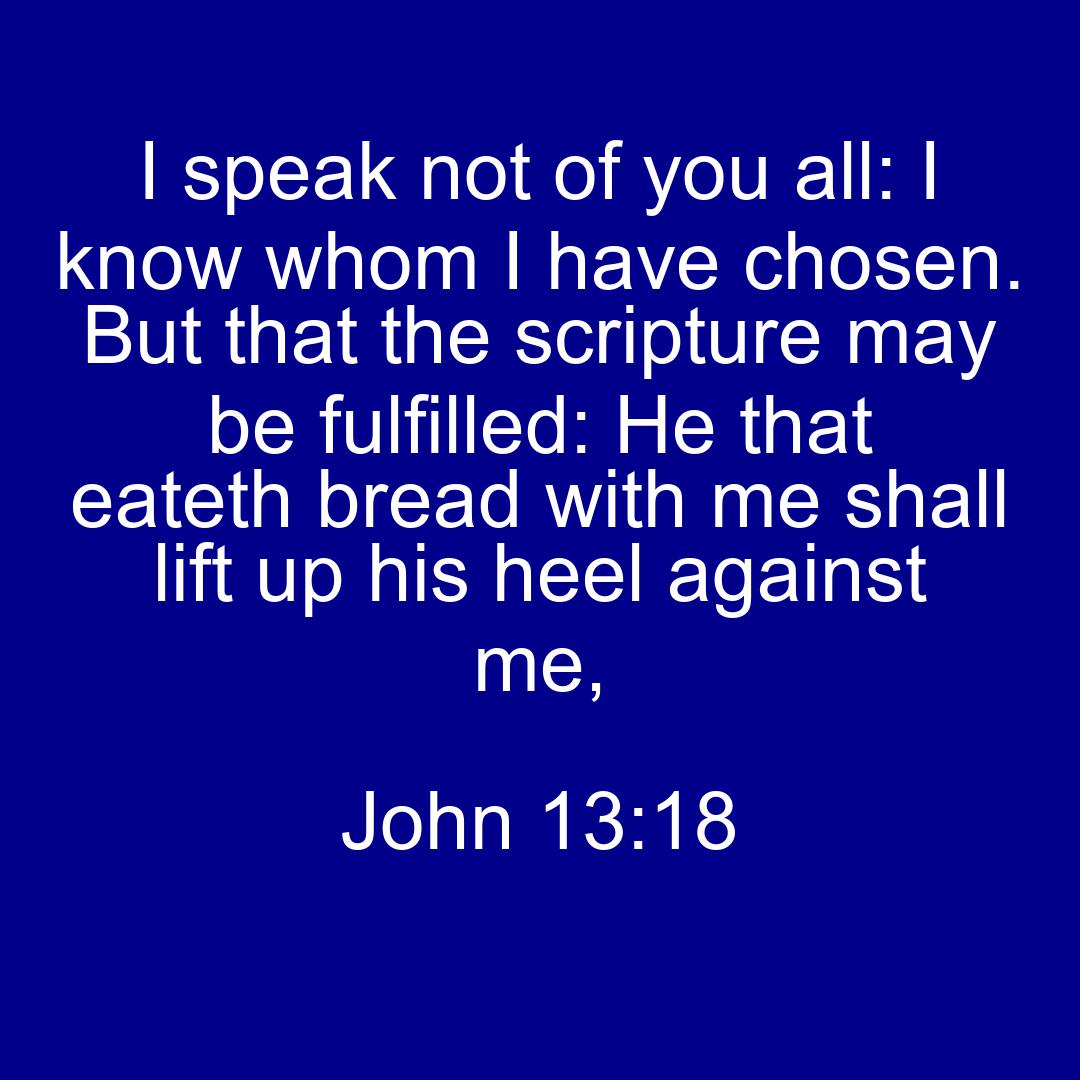 I speak not of you all: I
know whom I have chosen.
But that the scripture may
be fulfilled: He that
eateth bread with me shall
lift up his heel against
me,
John 13:18